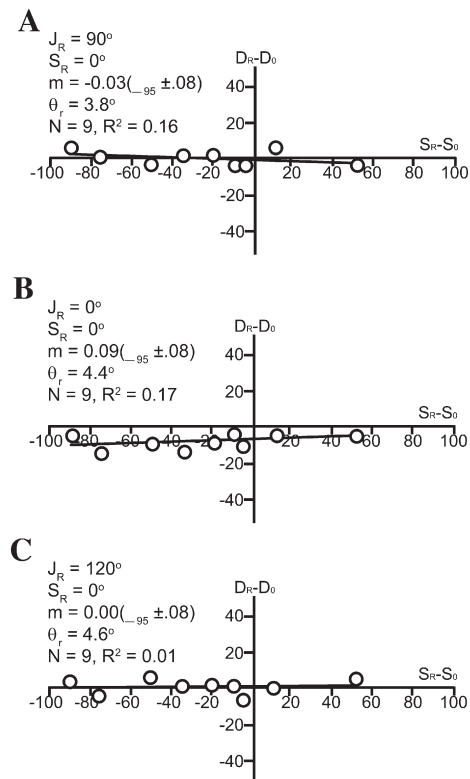 A
J_R = 90°
S_R = 0°
m = -0.03(_95 ±.08)
θ_r = 3.8°
N = 9, R² = 0.16
D_R-D_0
40
20
S_R-S_0
-100 -80 -60 -40 -20 20 40 60 80 100
-20
-40
B
J_R = 0°
S_R = 0°
m = 0.09(_95 ±.08)
θ_r = 4.4°
N = 9, R² = 0.17
D_R-D_0
40
20
S_R-S_0
-100 -80 -60 -40 -20 20 40 60 80 100
-20
-40
C
J_R = 120°
S_R = 0°
m = 0.00(_95 ±.08)
θ_r = 4.6°
N = 9, R² = 0.01
D_R-D_0
40
20
S_R-S_0
-100 -80 -60 -40 -20 20 40 60 80 100
-20
-40